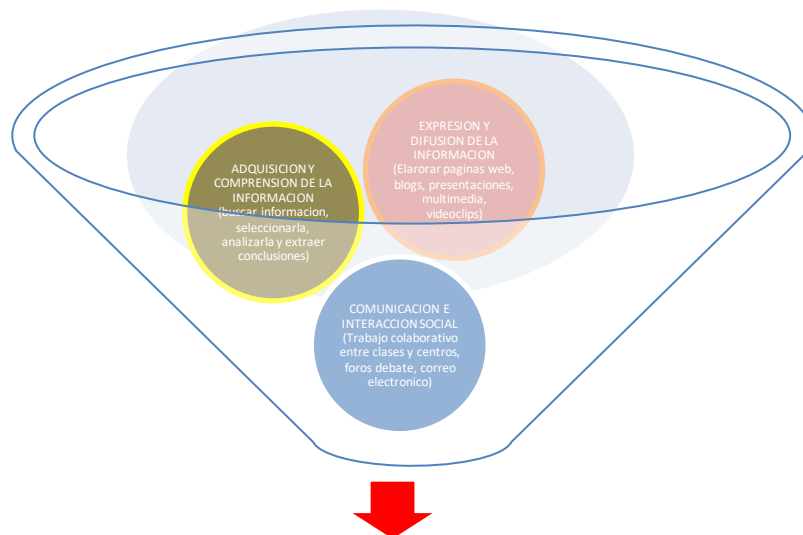 ADQUISICION Y
COMPRENSION DE LA
INFORMACION
(buscar informacion,
seleccionarla,
analizarla y extraer
conclusiones)
EXPRESION Y
DIFUSION DE LA
INFORMACION
(Elarorar paginas web,
blogs, presentaciones,
multimedia,
videoclips)
COMUNICACION E
INTERACCION SOCIAL
(Trabajo colaborativo
entre clases y centros,
foros debate, correo
electronico)